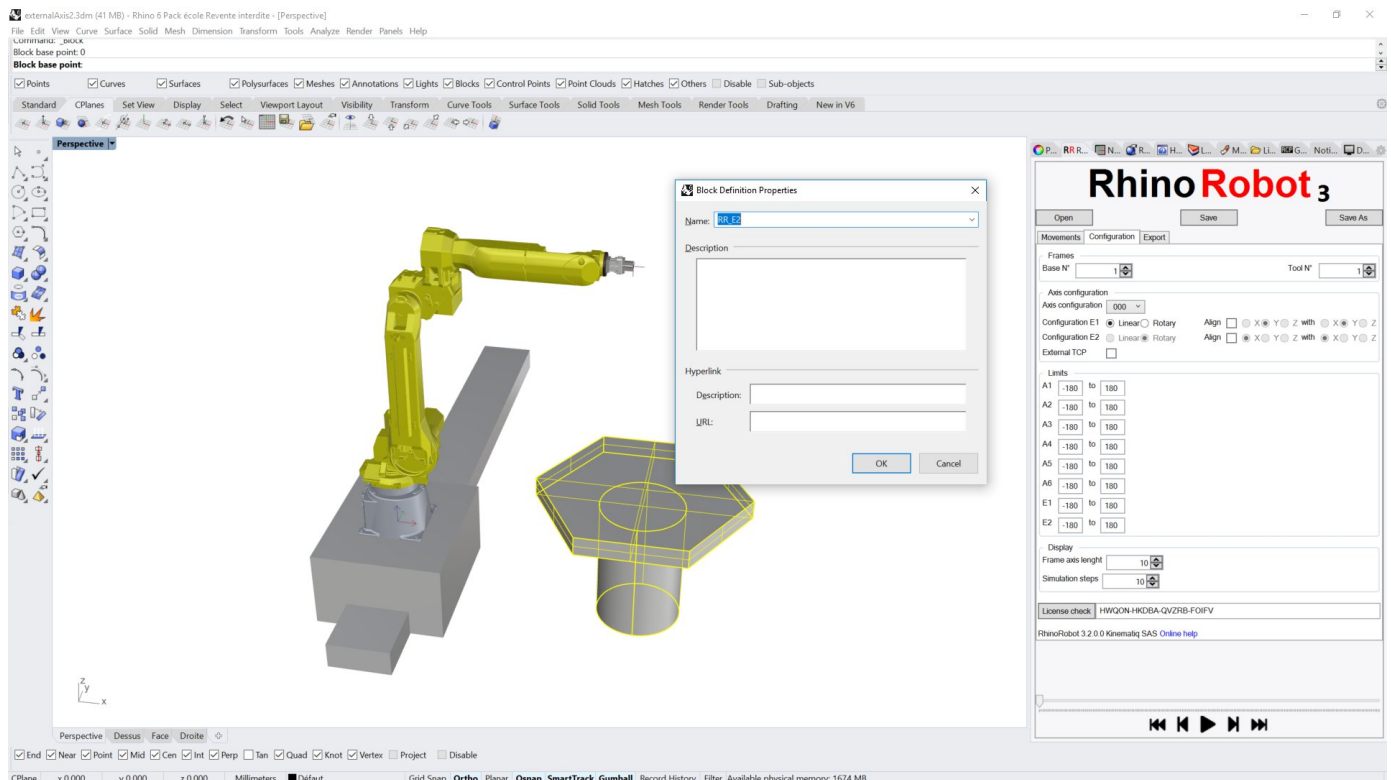 externalAxis2.3dm (41 MB) - Rhino 6 Pack école Revente interdite - [Perspective]
File Edit View Curve Surface Solid Mesh Dimension Transform Tools Analyze Render Panels Help
Command: _Block
Block base point: 0
Block base point:
Points Curves Surfaces Polysurfaces Meshes Annotations Lights Blocks Control Points Point Clouds Hatches Others Disable Sub-objects
Standard CPlanes Set View Display Select Viewport Layout Visibility Transform Curve Tools Surface Tools Solid Tools Mesh Tools Render Tools Drafting New in V6
Perspective
Block Definition Properties
Name: RR_E2
Description
Hyperlink
Description:
URL:
OK Cancel
z
y
x
P... RR R... N... R... H... L... M... Li... G... Noti... D...
Rhino Robot 3
Open Save Save As
Movements Configuration Export
Frames
Base N° 1 Tool N° 1
Axis configuration
Axis configuration 000
Configuration E1 Linear Rotary Align X Y Z with X Y Z
Configuration E2 Linear Rotary Align X Y Z with X Y Z
External TCP
Limits
A1 -180 to 180
A2 -180 to 180
A3 -180 to 180
A4 -180 to 180
A5 -180 to 180
A6 -180 to 180
E1 -180 to 180
E2 -180 to 180
Display
Frame axis lenght 10
Simulation steps 10
License check HWQON-HKDBA-QVZRB-FOIFV
RhinoRobot 3.2.0.0 Kinematiq SAS Online help
Perspective Dessus Face Droite
End Near Point Mid Cen Int Perp Tan Quad Knot Vertex Project Disable
CPlane x 0.000 y 0.000 z 0.000 Millimeters Défaut Grid Snap Ortho Planar Osnap SmartTrack Gumball Record History Filter Available physical memory: 1674 MB